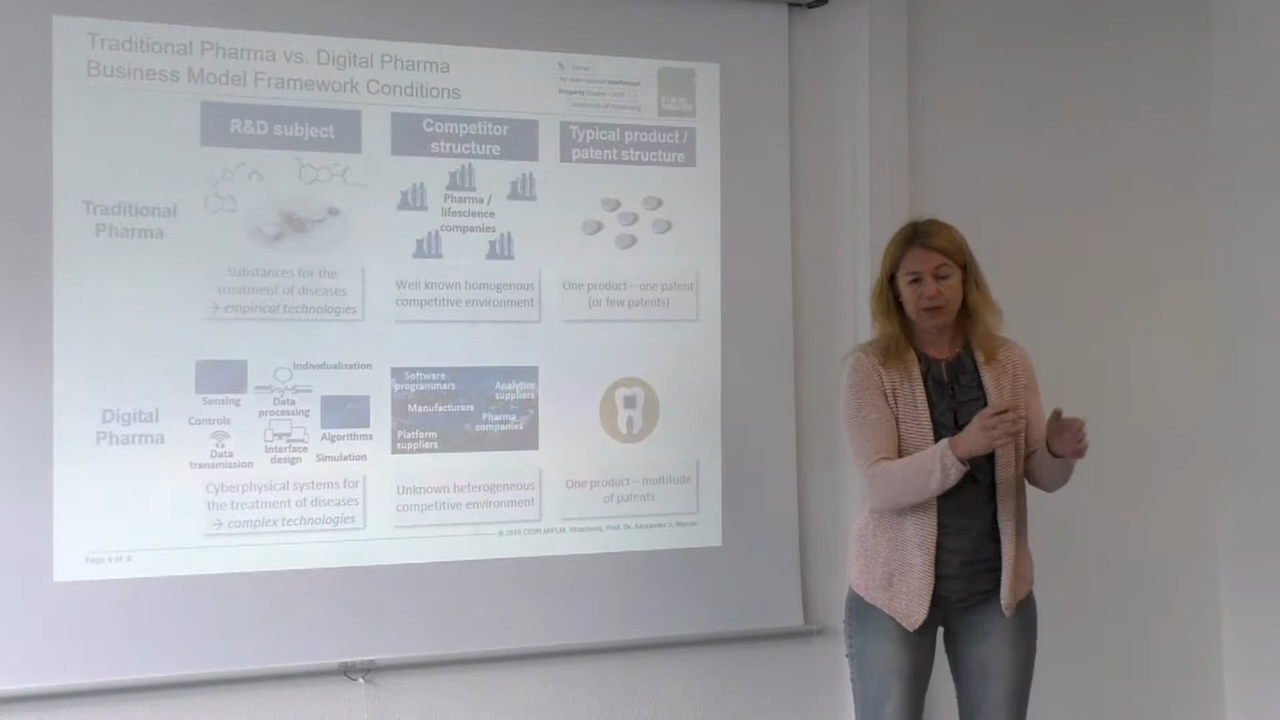 Traditional Pharma vs. Digital Pharma
Business Model Framework Conditions
R&D subject
Competitor
structure
Typical product /
patent structure
Traditional
Pharma
Pharma /
lifescience
companies
Substances for the
treatment of diseases
→ empirical technologies
Well known homogenous
competitive environment
One product – one patent
(or few patents)
Digital
Pharma
Individualization
Sensing
Data
processing
Controls
Algorithms
Data
transmission
Interface
design
Simulation
Software
programmers
Analytics
suppliers
Manufacturers
Pharma
companies
Platform
suppliers
Cyberphysical systems for
the treatment of diseases
→ complex technologies
Unknown heterogeneous
competitive environment
One product – multitude
of patents